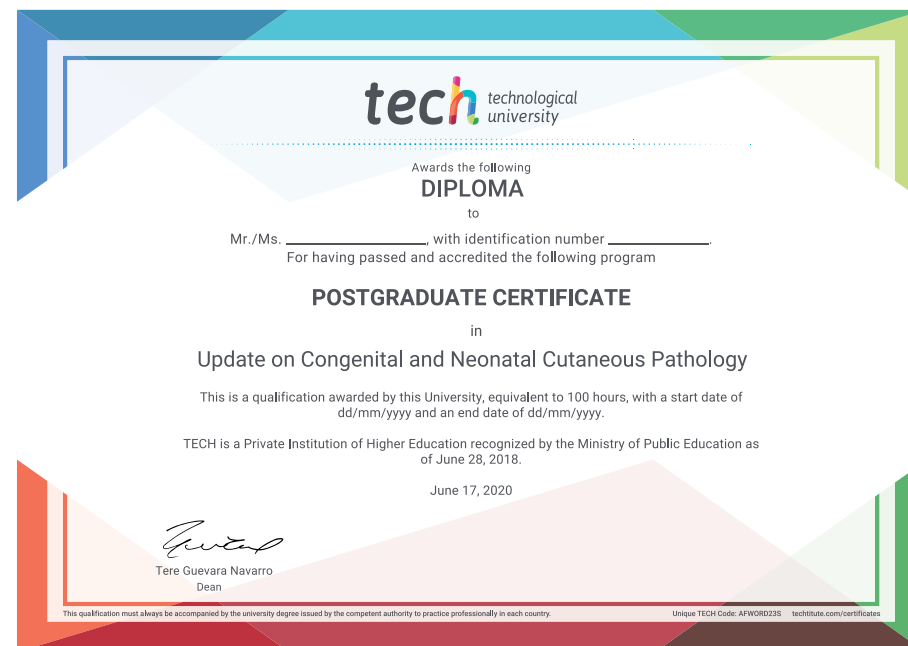 tech technological
university
Awards the following
DIPLOMA
to
Mr./Ms. ____________________, with identification number ______________.
For having passed and accredited the following program
POSTGRADUATE CERTIFICATE
in
Update on Congenital and Neonatal Cutaneous Pathology
This is a qualification awarded by this University, equivalent to 100 hours, with a start date of
dd/mm/yyyy and an end date of dd/mm/yyyy.
TECH is a Private Institution of Higher Education recognized by the Ministry of Public Education as
of June 28, 2018.
June 17, 2020
Tere Guevara Navarro
Dean
This qualification must always be accompanied by the university degree issued by the competent authority to practice professionally in each country. Unique TECH Code: AFWORD23S techtitute.com/certificates